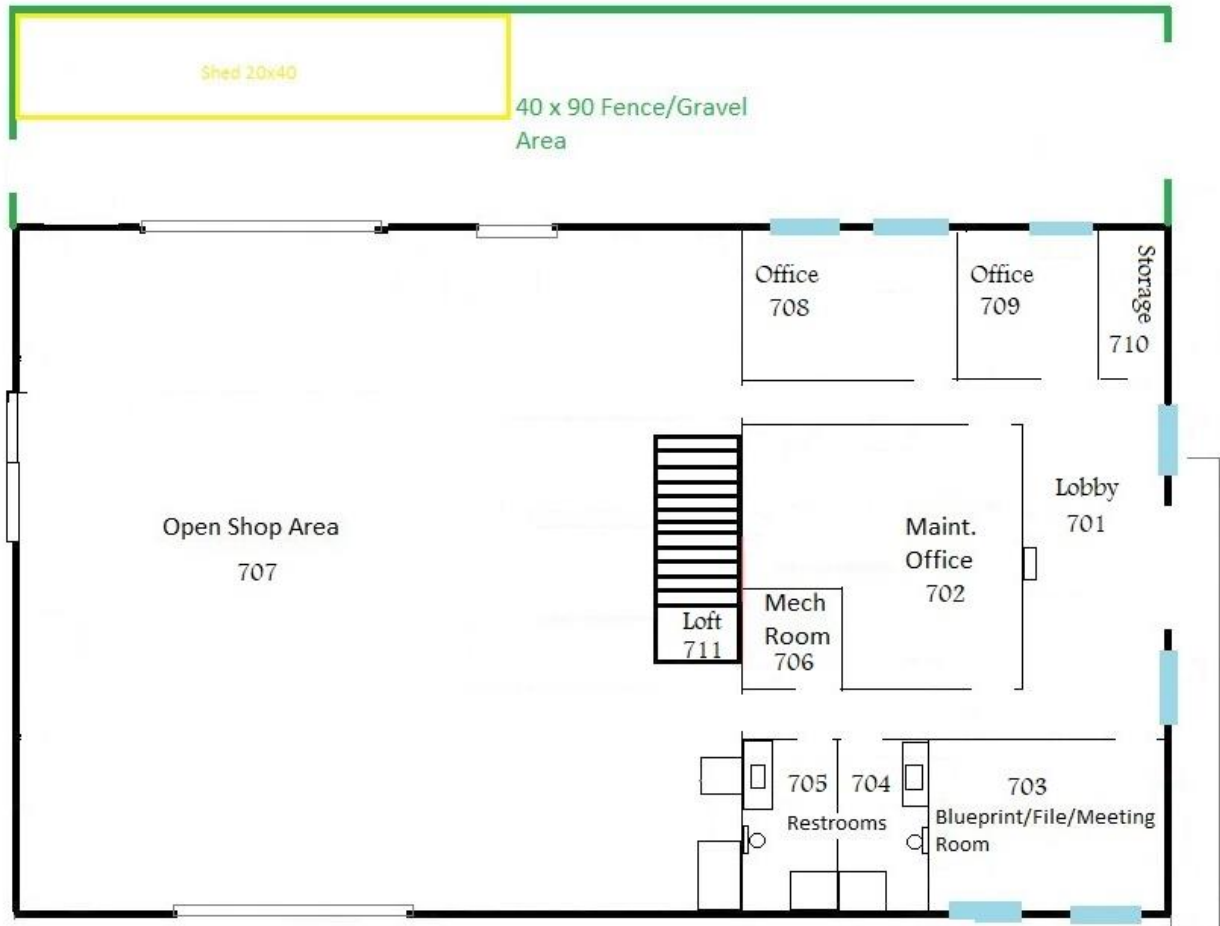 Shed 20x40
40 x 90 Fence/Gravel
Area
Office
708
Office
709
Storage
710
Lobby
701
Open Shop Area
707
Maint.
Office
702
Mech
Room
706
Loft
711
705
704
Restrooms
703
Blueprint/File/Meeting
Room